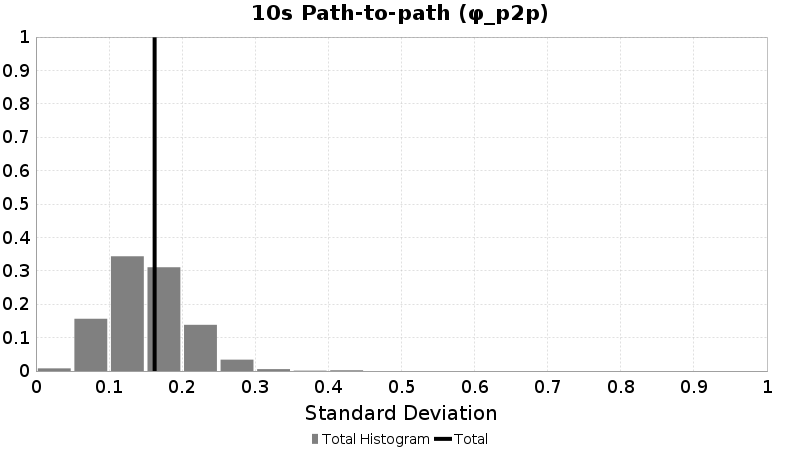 10s Path-to-path (φ_p2p)
1
0.9
0.8
0.7
0.6
0.5
0.4
0.3
0.2
0.1
0
0 0.1 0.2 0.3 0.4 0.5 0.6 0.7 0.8 0.9 1
Standard Deviation
Total Histogram Total